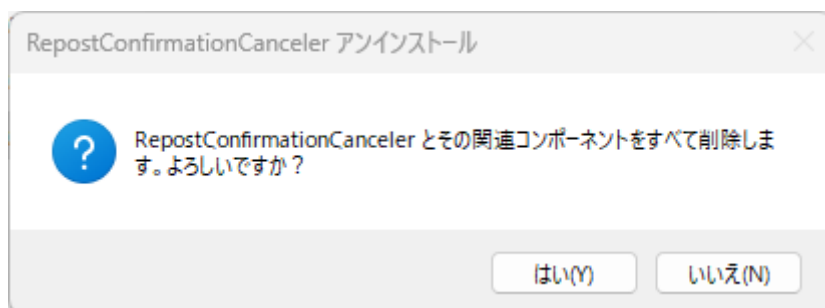 RepostConfirmationCanceler アンインストール
RepostConfirmationCanceler とその関連コンポーネントをすべて削除しま
す。よろしいですか？
はい(Y)
いいえ(N)